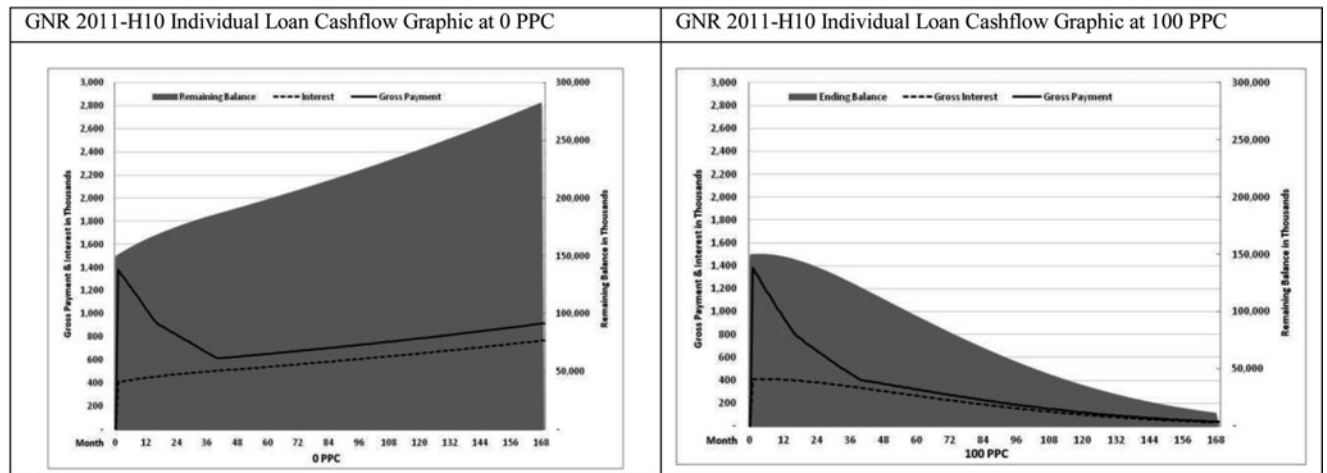 GNR 2011-H10 Individual Loan Cashflow Graphic at 0 PPC
3,000
2,800
2,600
2,400
2,200
2,000
1,800
1,600
1,400
1,200
1,000
800
600
400
200
-
Gross Payment & Interest in Thousands
Remaining Balance
Interest
Gross Payment
300,000
250,000
200,000
150,000
100,000
50,000
-
Remaining Balance in Thousands
Month 0 12 24 36 48 60 72 84 96 108 120 132 144 156 168
0 PPC
GNR 2011-H10 Individual Loan Cashflow Graphic at 100 PPC
3,000
2,800
2,600
2,400
2,200
2,000
1,800
1,600
1,400
1,200
1,000
800
600
400
200
-
Gross Payment & Interest in Thousands
Ending Balance
Gross Interest
Gross Payment
300,000
250,000
200,000
150,000
100,000
50,000
-
Remaining Balance in Thousands
Month 0 12 24 36 48 60 72 84 96 108 120 132 144 156 168
100 PPC